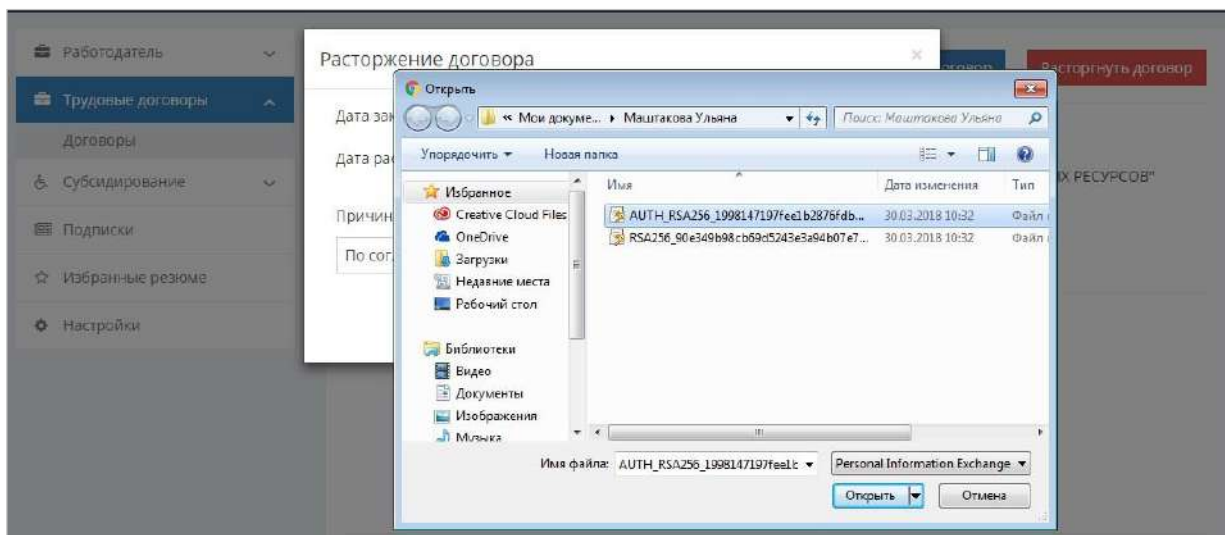 Работодатель
Трудовые договоры
Договоры
Субсидирование
Подписки
Избранные резюме
Настройки
Расторжение договора
Расторгнуть договор
Дата
Дата
Причин
По сог
Х РЕСУРСОВ"
Открыть
« Мои докуме... ▸ Маштакова Ульяна
Поиск: Маштакова Ульяна
Упорядочить
Новая папка
Избранное
Creative Cloud Files
OneDrive
Загрузки
Недавние места
Рабочий стол
Библиотеки
Видео
Документы
Изображения
Музыка
Имя Дата изменения Тип
AUTH_RSA256_1998147197fee1b2876fdb... 30.03.2018 10:32 Файл
RSA256_90e349b98cb69d5243e3a94b07e7... 30.03.2018 10:32 Файл
Имя файла: AUTH_RSA256_1998147197fee1b Personal Information Exchange
Открыть Отмена